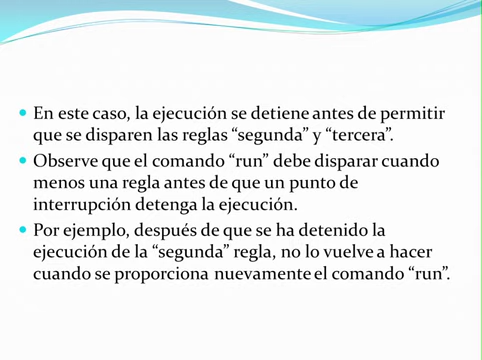 En este caso, la ejecución se detiene antes de permitir
que se disparen las reglas “segunda” y “tercera”.
Observe que el comando “run” debe disparar cuando
menos una regla antes de que un punto de
interrupción detenga la ejecución.
Por ejemplo, después de que se ha detenido la
ejecución de la “segunda” regla, no lo vuelve a hacer
cuando se proporciona nuevamente el comando “run”.